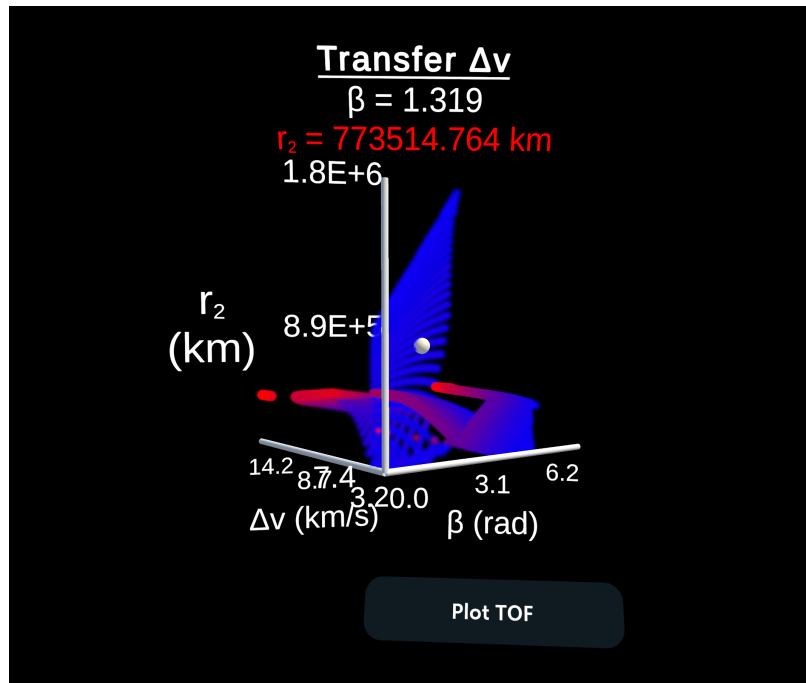 Transfer Δv
β = 1.319
r₂ = 773514.764 km
1.8E+6
r₂
(km)
8.9E+5
14.2
7.4
3.2
0.0
3.1
6.2
Δv (km/s)
β (rad)
Plot TOF